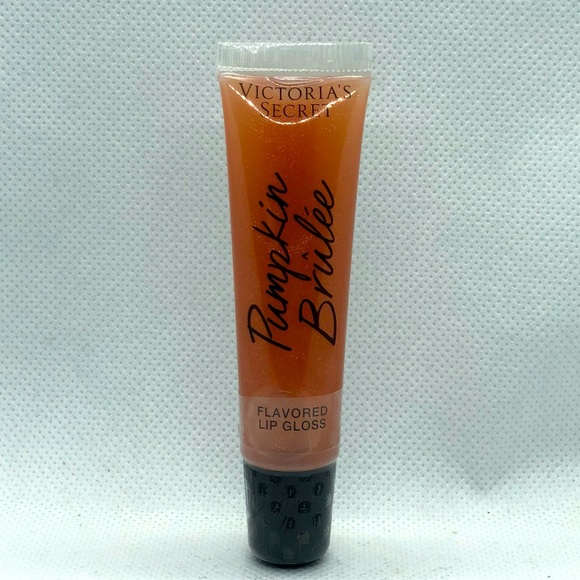 VICTORIA'S
SECRET
Pumpkin
Brûlée
FLAVORED
LIP GLOSS